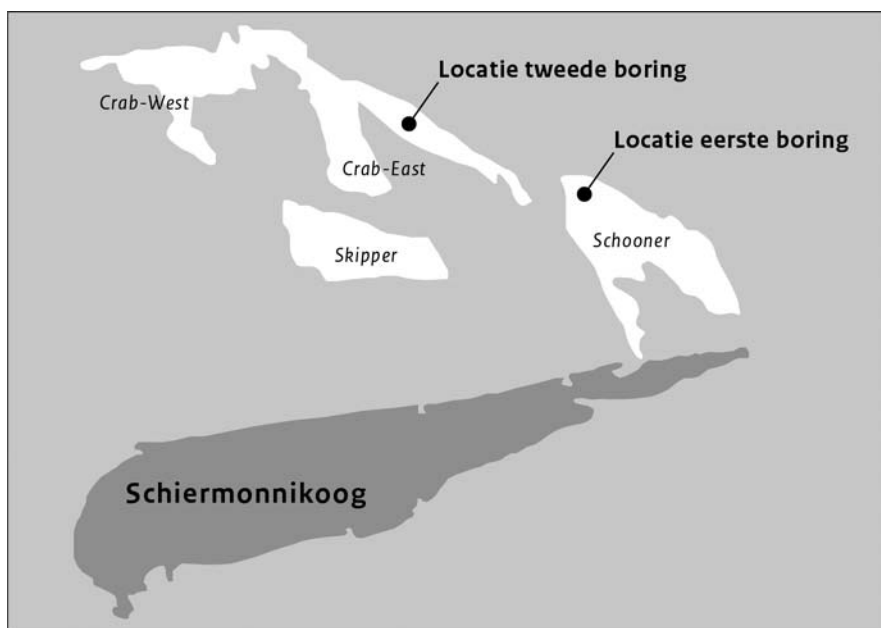 Locatie tweede boring
Crab-West
Locatie eerste boring
Crab-East
Schooner
Skipper
Schiermonnikoog